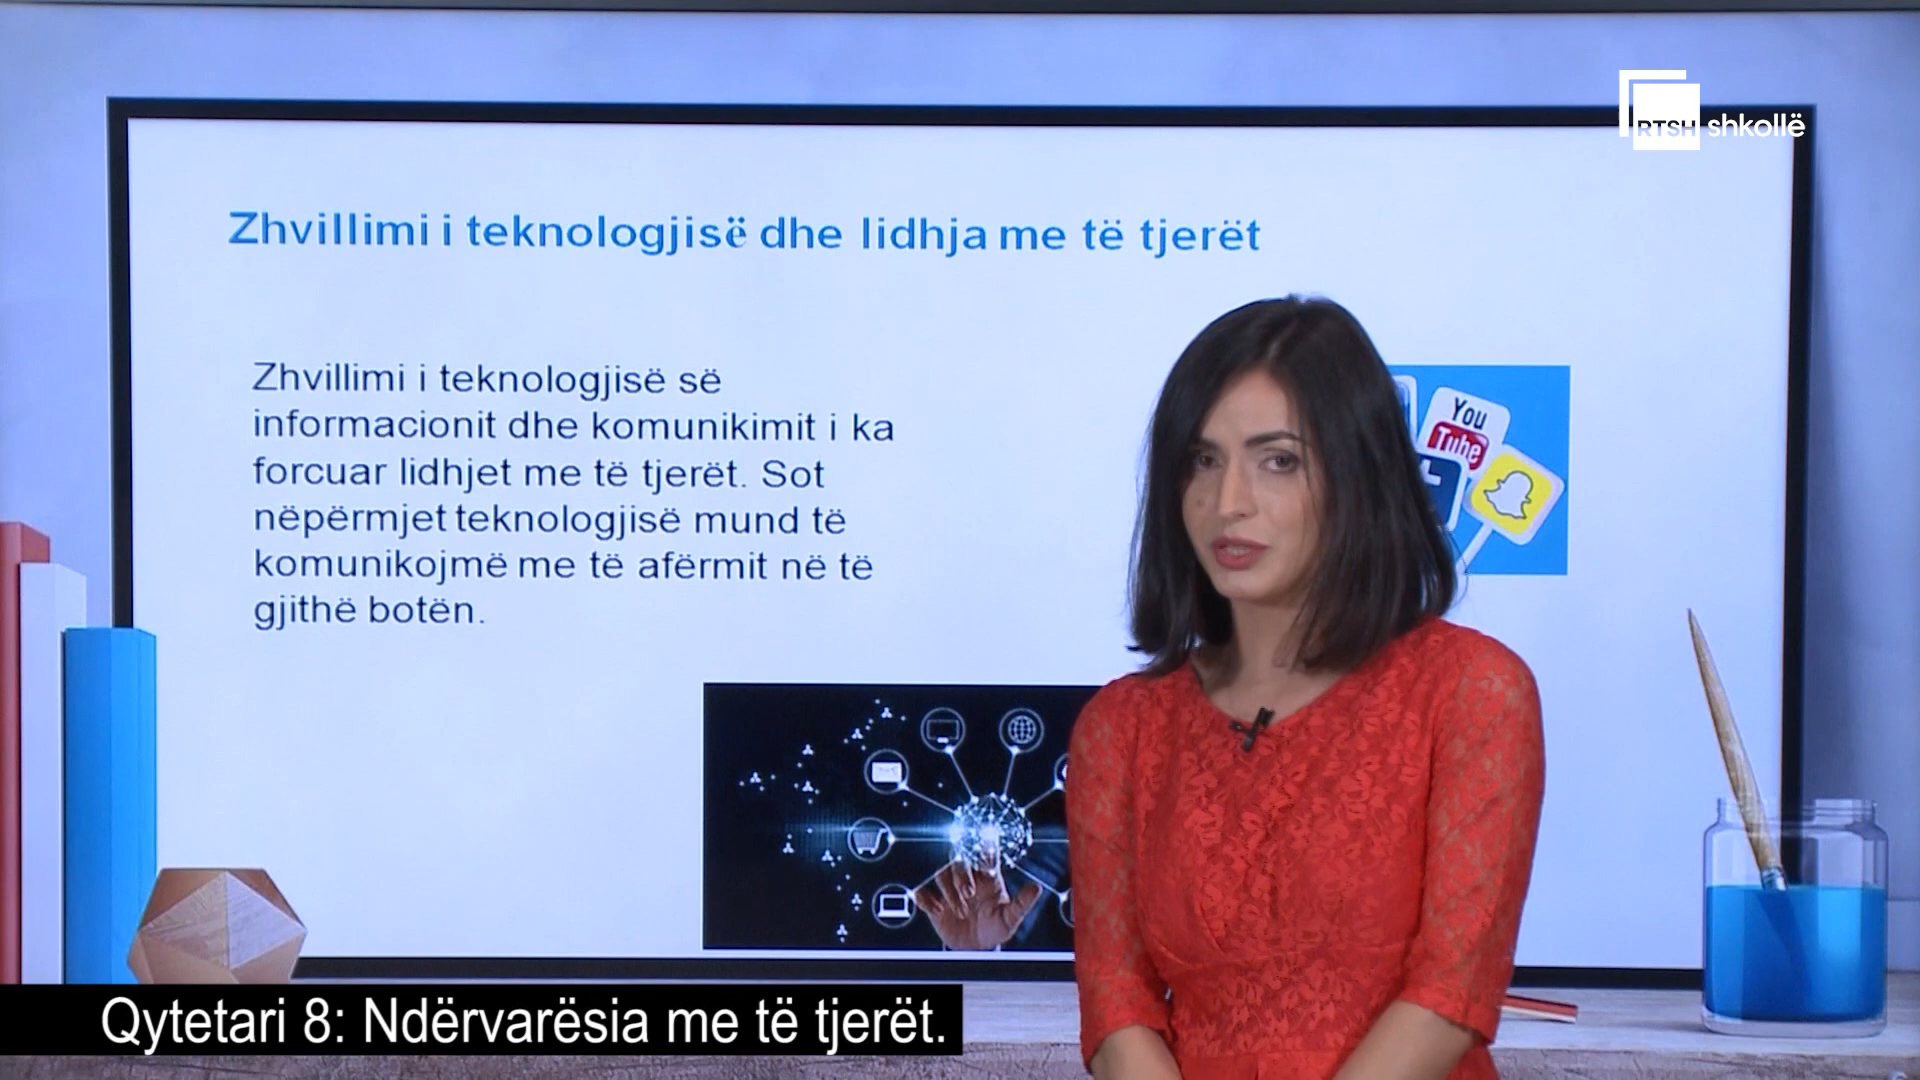 RTSH shkollë
Zhvillimi i teknologjisë dhe lidhja me të tjerët
Zhvillimi i teknologjisë së
informacionit dhe komunikimit i ka
forcuar lidhjet me të tjerët. Sot
nëpërmjet teknologjisë mund të
komunikojmë me të afërmit në të
gjithë botën.
You
Tube
Qytetari 8: Ndërvarësia me të tjerët.